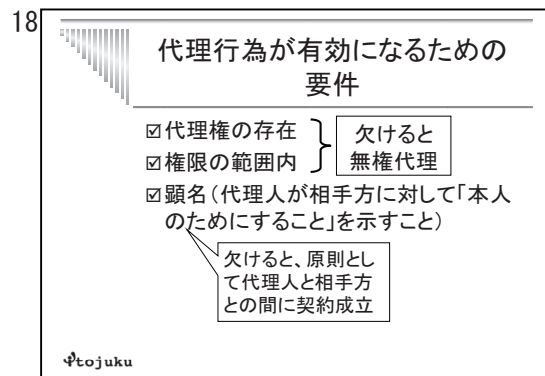 18
代理行為が有効になるための
要件
☑代理権の存在
☑権限の範囲内
欠けると
無権代理
☑顕名(代理人が相手方に対して「本人
のためにすること」を示すこと)
欠けると、原則とし
て代理人と相手方
との間に契約成立
itojuku